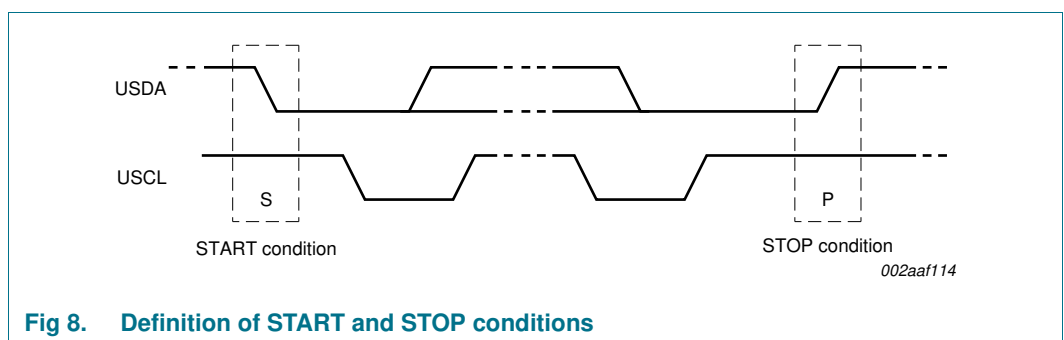 USDA
USCL
S
P
START condition
STOP condition
002aaf114
Fig 8. Definition of START and STOP conditions